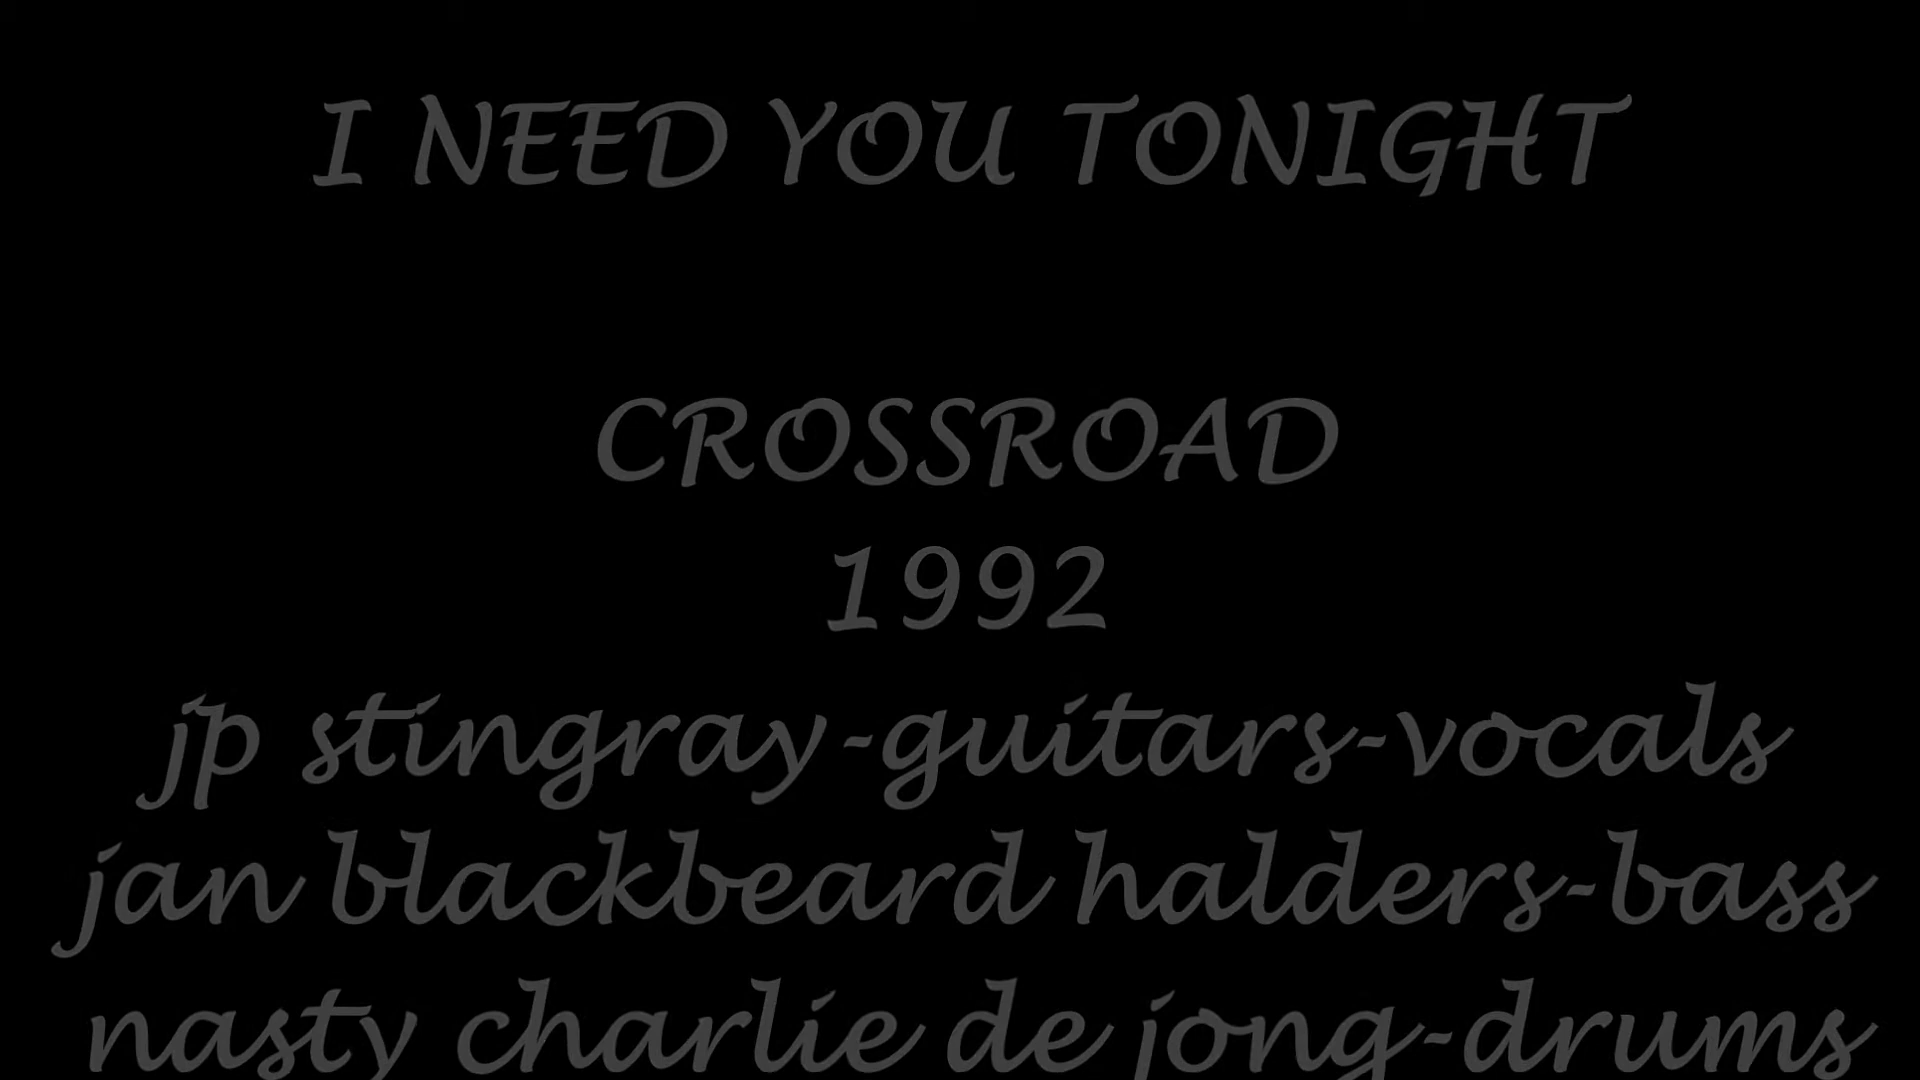 I NEED YOU TONIGHT
CROSSROAD
1992
jp stingray-guitars-vocals
jan blackbeard halders-bass
nasty charlie de jong-drums